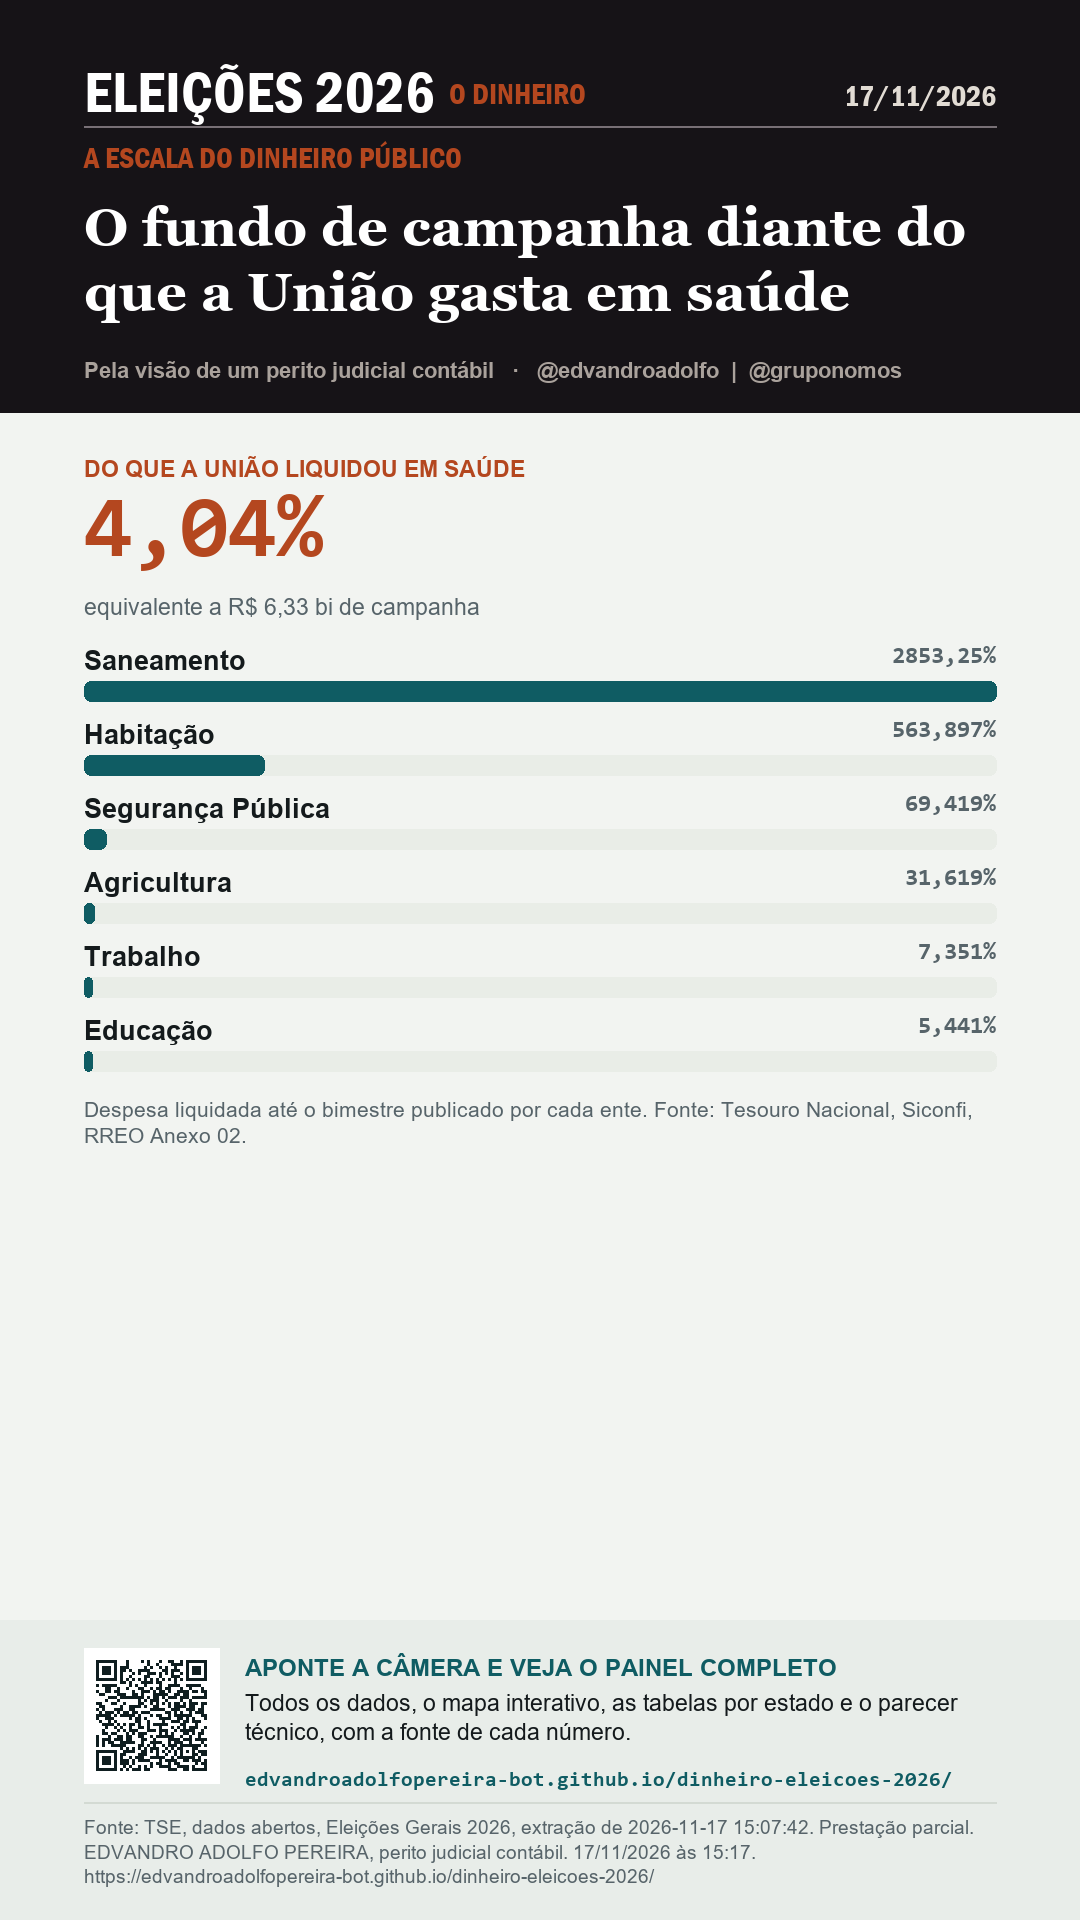 ELEIÇÕES 2026 O DINHEIRO 17/11/2026
A ESCALA DO DINHEIRO PÚBLICO
O fundo de campanha diante do
que a União gasta em saúde
Pela visão de um perito judicial contábil · @edvandroadolfo | @gruponomos
DO QUE A UNIÃO LIQUIDOU EM SAÚDE
4,04%
equivalente a R$ 6,33 bi de campanha
Saneamento 2853,25%
Habitação 563,897%
Segurança Pública 69,419%
Agricultura 31,619%
Trabalho 7,351%
Educação 5,441%
Despesa liquidada até o bimestre publicado por cada ente. Fonte: Tesouro Nacional, Siconfi,
RREO Anexo 02.
APONTE A CÂMERA E VEJA O PAINEL COMPLETO
Todos os dados, o mapa interativo, as tabelas por estado e o parecer
técnico, com a fonte de cada número.
edvandroadolfopereira-bot.github.io/dinheiro-eleicoes-2026/
Fonte: TSE, dados abertos, Eleições Gerais 2026, extração de 2026-11-17 15:07:42. Prestação parcial.
EDVANDRO ADOLFO PEREIRA, perito judicial contábil. 17/11/2026 às 15:17.
https://edvandroadolfopereira-bot.github.io/dinheiro-eleicoes-2026/